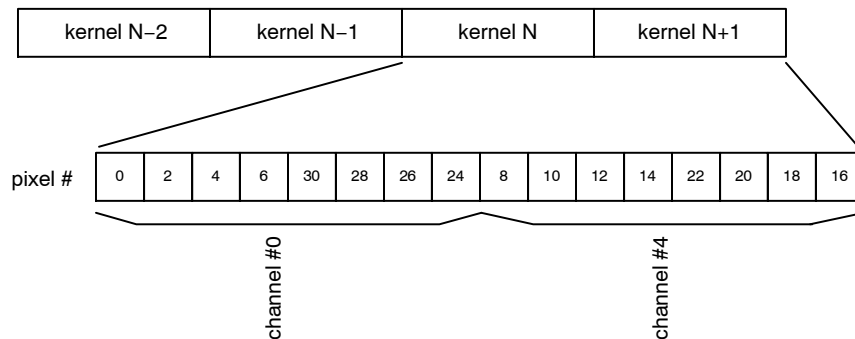 kernel N−2 kernel N−1 kernel N kernel N+1
pixel # 0 2 4 6 30 28 26 24 8 10 12 14 22 20 18 16
channel #0
channel #4